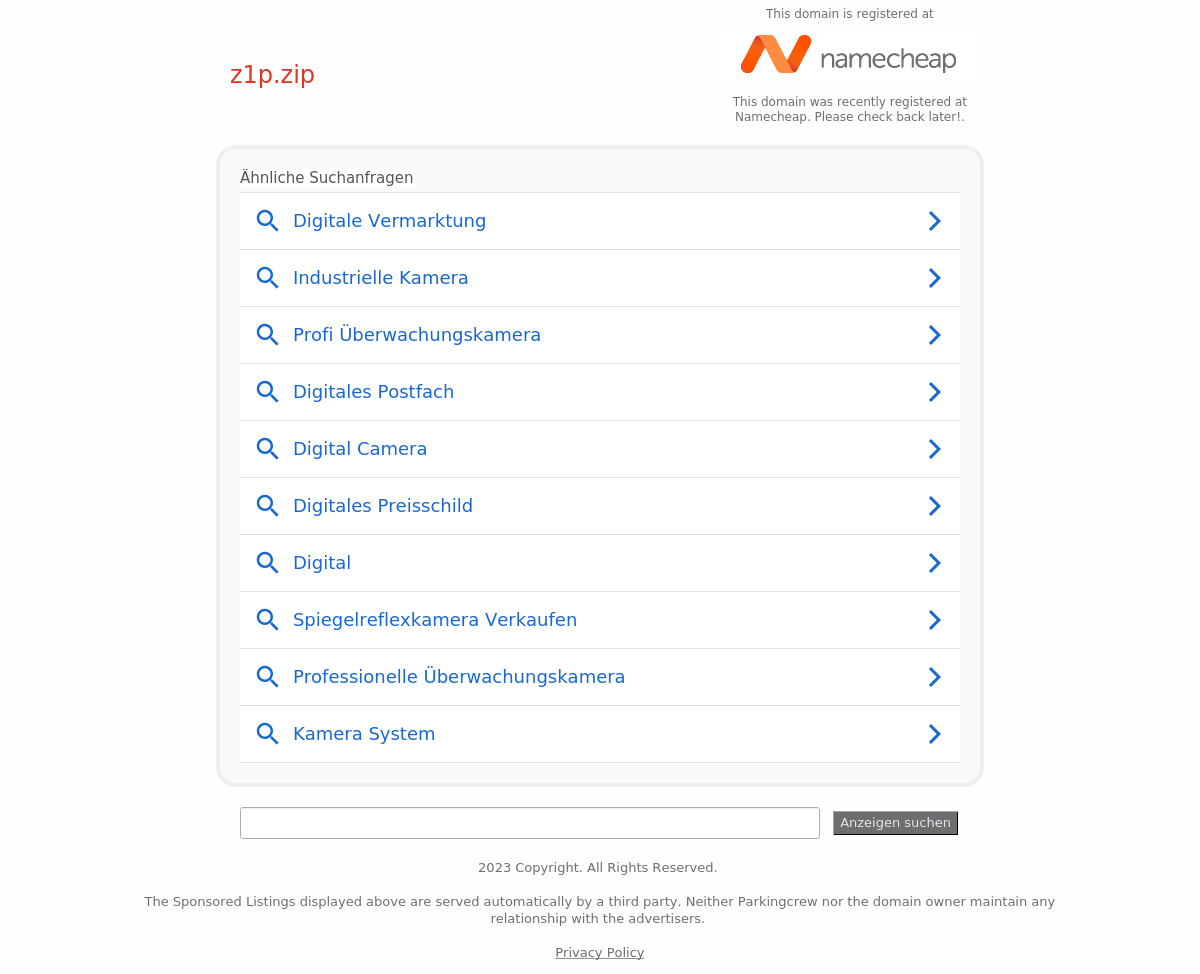 This domain is registered at
namecheap
z1p.zip
This domain was recently registered at
Namecheap. Please check back later!.
Ähnliche Suchanfragen
Digitale Vermarktung
Industrielle Kamera
Profi Überwachungskamera
Digitales Postfach
Digital Camera
Digitales Preisschild
Digital
Spiegelreflexkamera Verkaufen
Professionelle Überwachungskamera
Kamera System
Anzeigen suchen
2023 Copyright. All Rights Reserved.
The Sponsored Listings displayed above are served automatically by a third party. Neither Parkingcrew nor the domain owner maintain any
relationship with the advertisers.
Privacy Policy